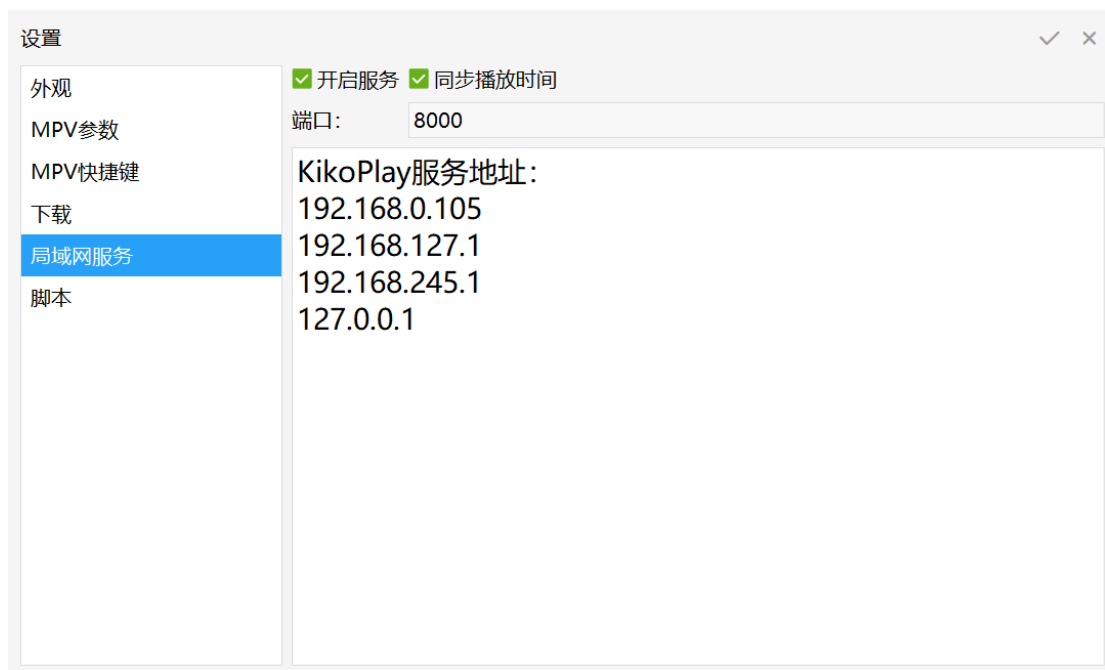 设置
外观
MPV参数
MPV快捷键
下载
局域网服务
脚本
开启服务 同步播放时间
端口： 8000
KikoPlay服务地址：
192.168.0.105
192.168.127.1
192.168.245.1
127.0.0.1